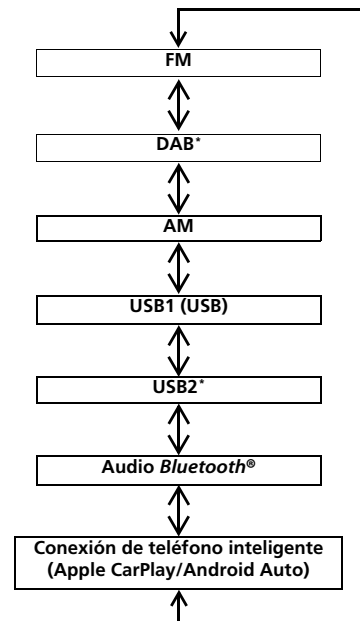 FM
DAB*
AM
USB1 (USB)
USB2*
Audio Bluetooth®
Conexión de teléfono inteligente
(Apple CarPlay/Android Auto)